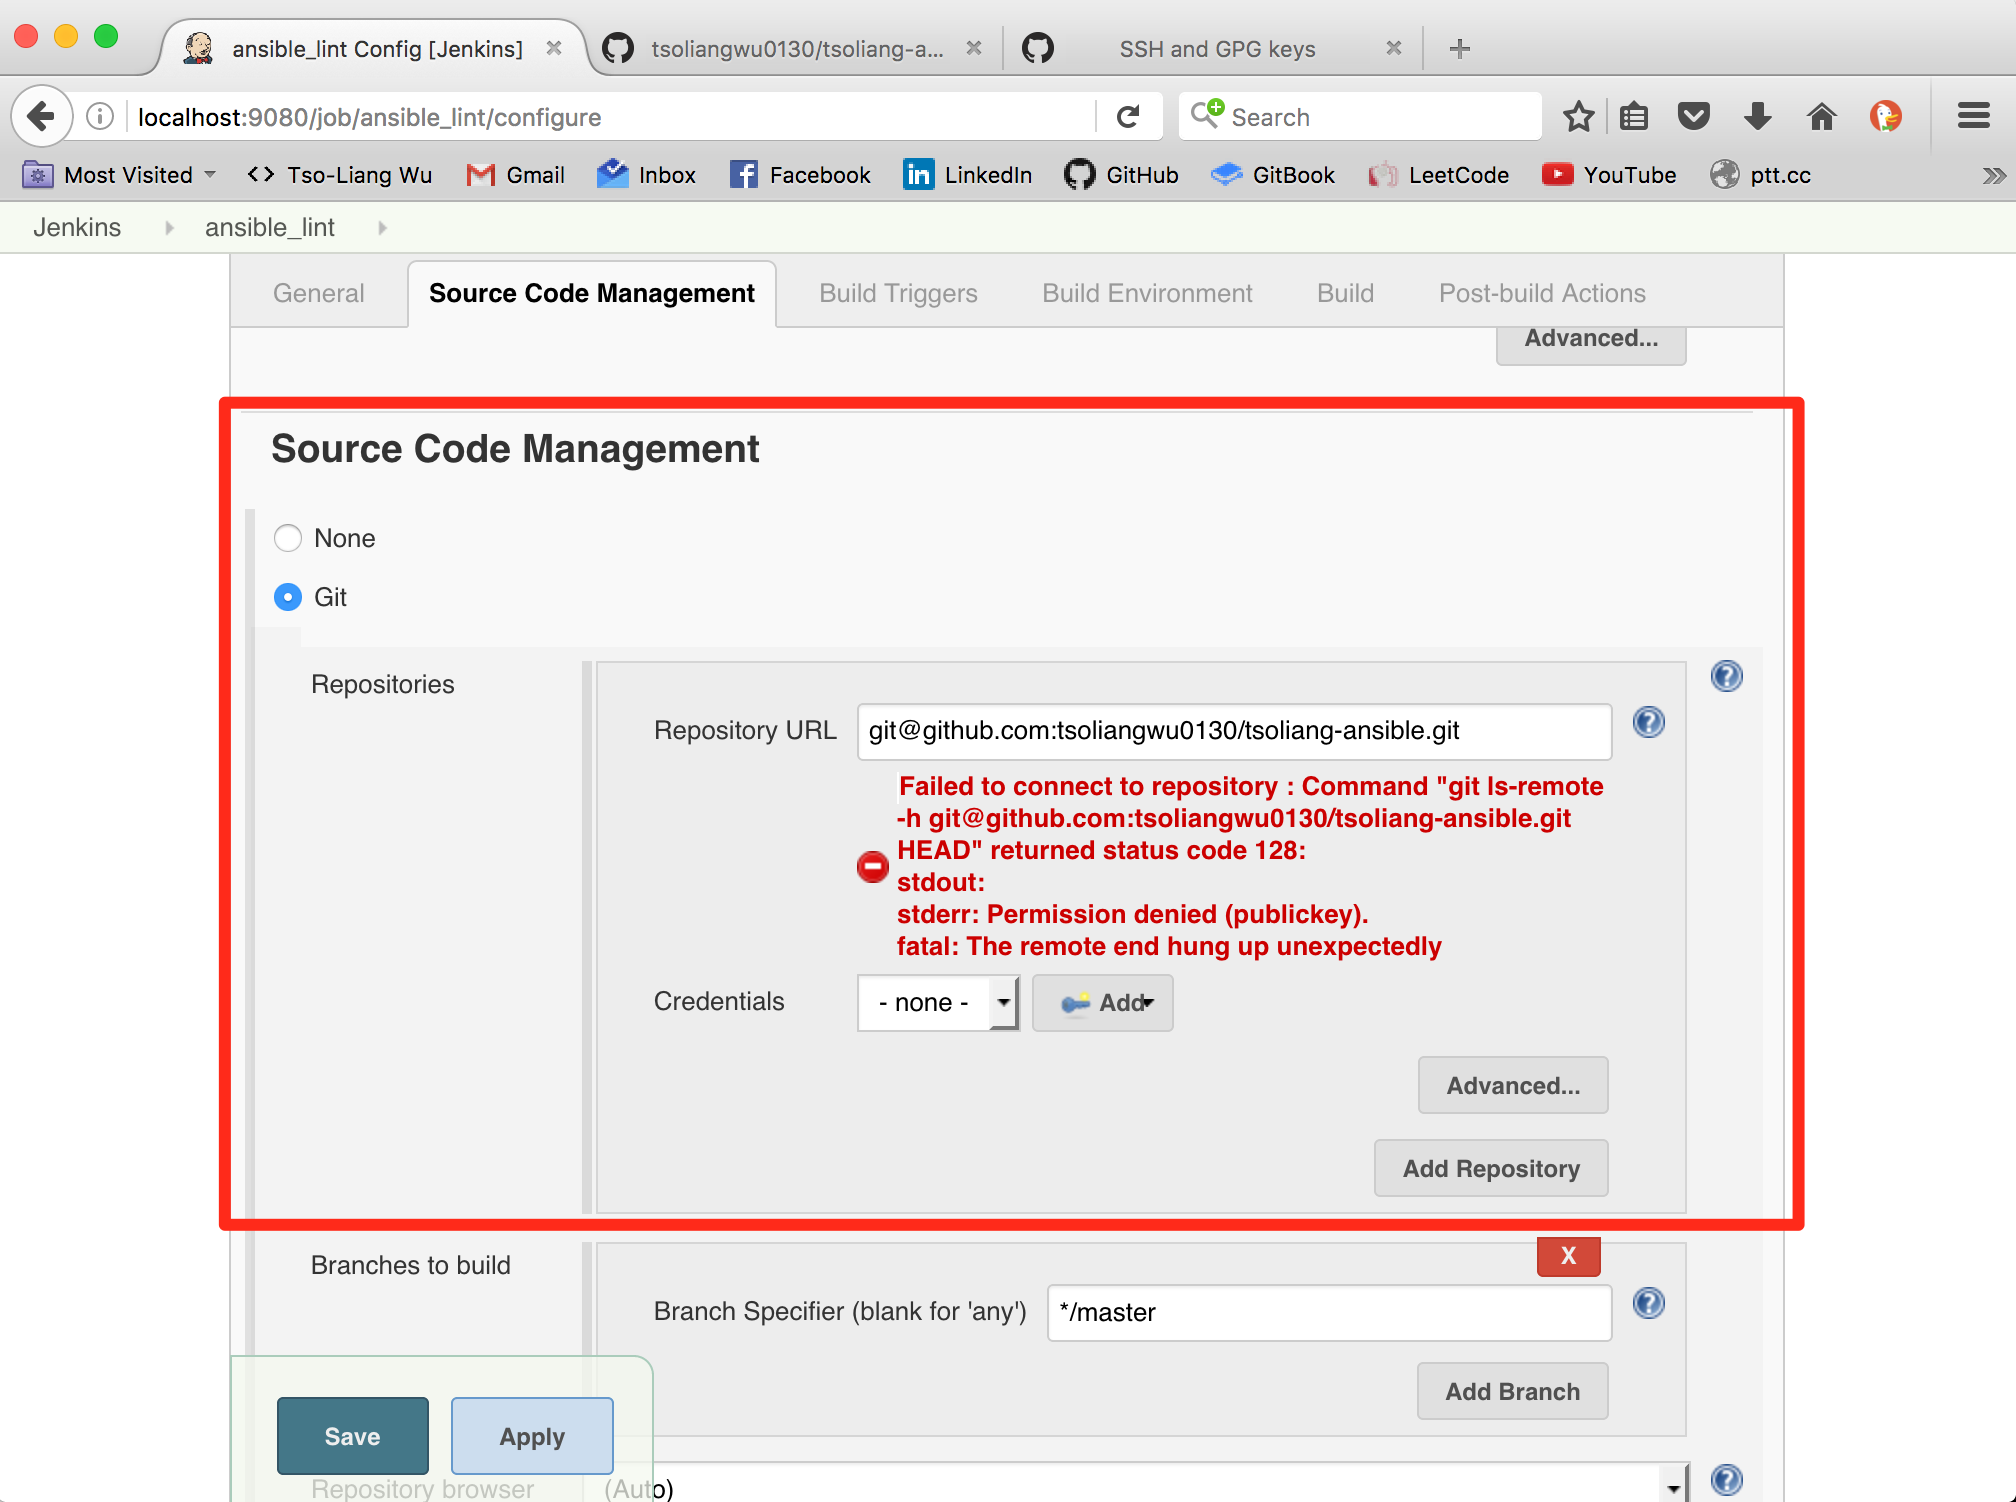 ansible_lint Config [Jenkins]
tsoliangwu0130/tsoliang-a...
SSH and GPG keys
localhost:9080/job/ansible_lint/configure
Search
Most Visited
Tso-Liang Wu
Gmail
Inbox
Facebook
LinkedIn
GitHub
GitBook
LeetCode
YouTube
ptt.cc
Jenkins
ansible_lint
General
Source Code Management
Build Triggers
Build Environment
Build
Post-build Actions
Advanced...
Source Code Management
None
Git
Repositories
Repository URL
git@github.com:tsoliangwu0130/tsoliang-ansible.git
Failed to connect to repository : Command "git ls-remote
-h git@github.com:tsoliangwu0130/tsoliang-ansible.git
HEAD" returned status code 128:
stdout:
stderr: Permission denied (publickey).
fatal: The remote end hung up unexpectedly
Credentials
- none -
Add
Advanced...
Add Repository
Branches to build
X
Branch Specifier (blank for 'any')
*/master
Add Branch
Save
Apply
Repository browser
(Auto)